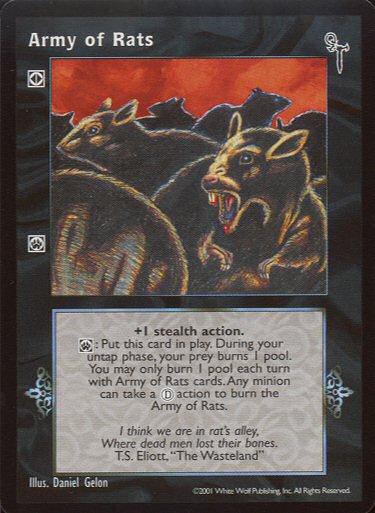 Army of Rats
+1 stealth action.
: Put this card in play. During your
untap phase, your prey burns 1 pool.
You may only burn 1 pool each turn
with Army of Rats cards. Any minion
can take a Ⓓ action to burn the
Army of Rats.
I think we are in rat's alley,
Where dead men lost their bones.
T.S. Eliott, "The Wasteland"
Illus. Daniel Gelon
©2001 White Wolf Publishing, Inc. All Rights Reserved.